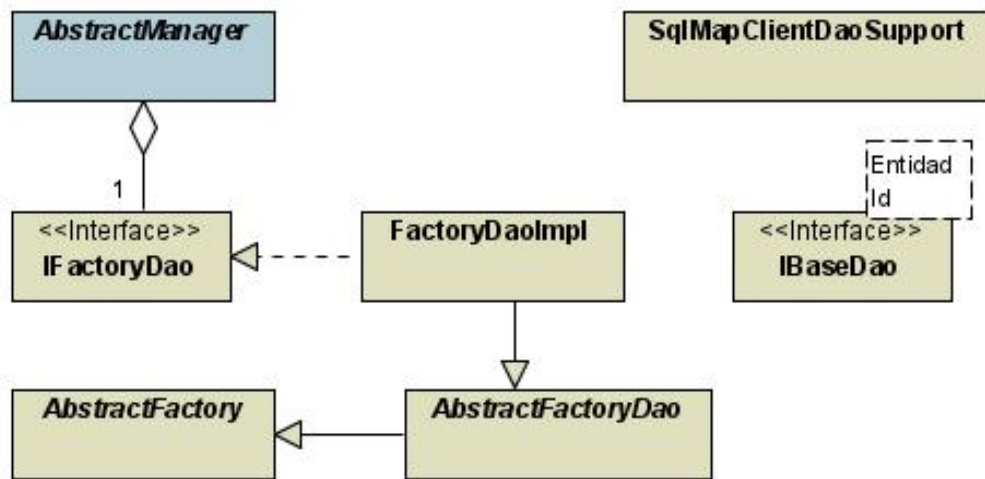 AbstractManager
SqlMapClientDaoSupport
1
Entidad
Id
<<Interface>>
IFactoryDao
FactoryDaoImpl
<<Interface>>
IBaseDao
AbstractFactory
AbstractFactoryDao